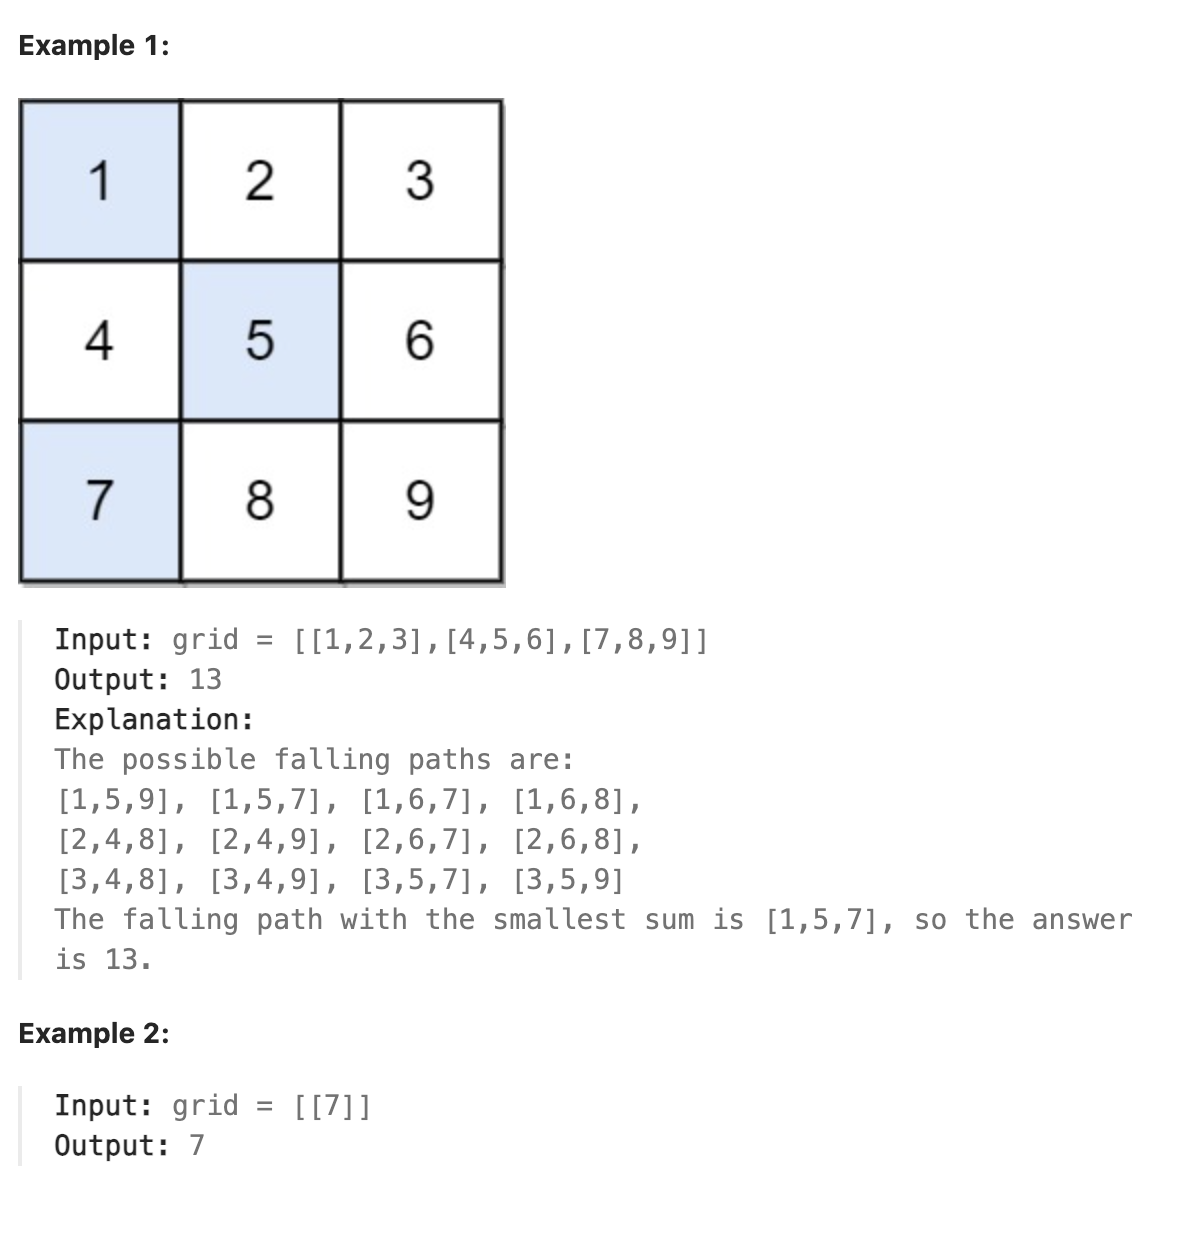 Example 1:
1 2 3
4 5 6
7 8 9
Input: grid = [[1,2,3],[4,5,6],[7,8,9]]
Output: 13
Explanation:
The possible falling paths are:
[1,5,9], [1,5,7], [1,6,7], [1,6,8],
[2,4,8], [2,4,9], [2,6,7], [2,6,8],
[3,4,8], [3,4,9], [3,5,7], [3,5,9]
The falling path with the smallest sum is [1,5,7], so the answer
is 13.
Example 2:
Input: grid = [[7]]
Output: 7